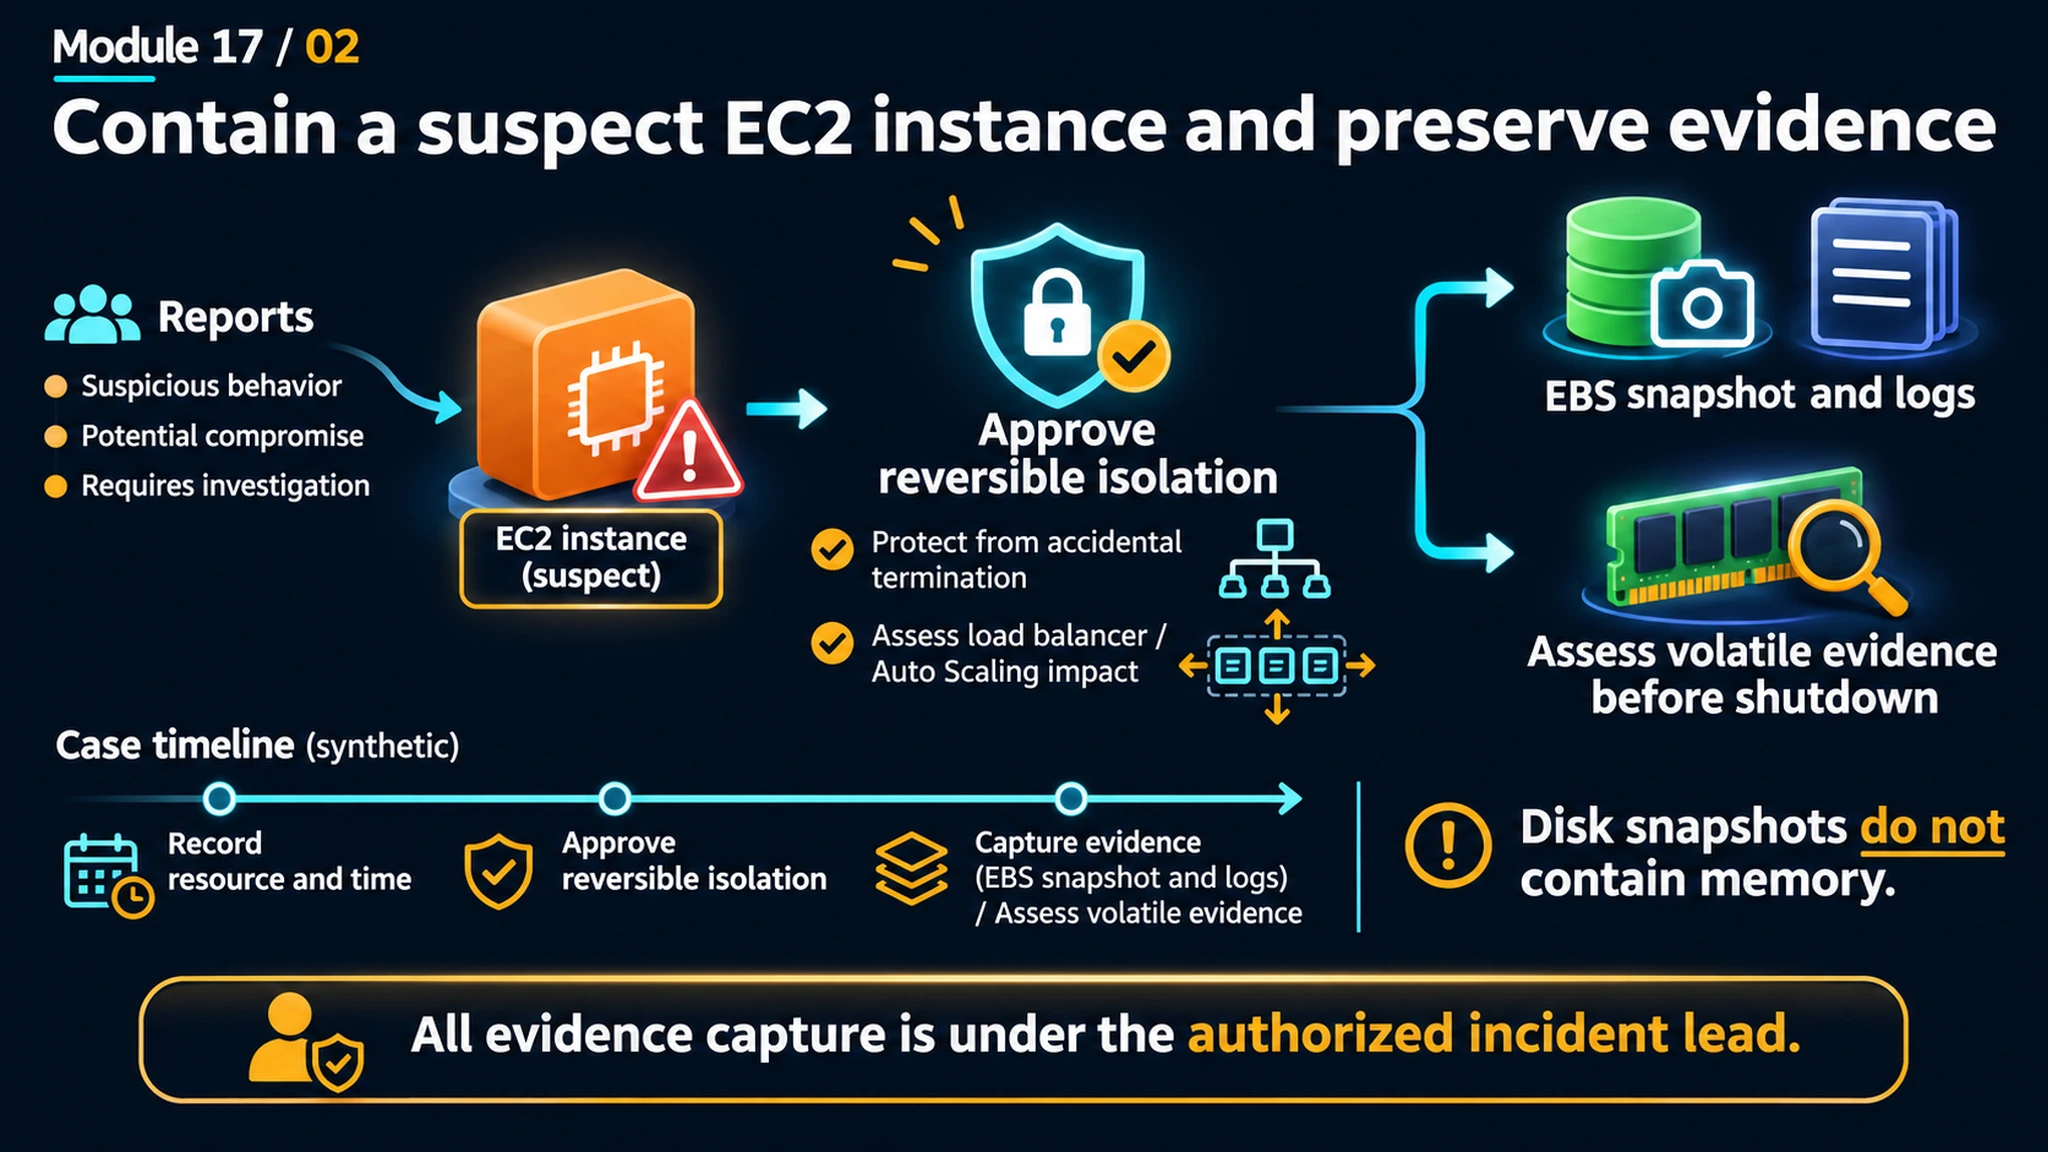 Module 17 / 02
Contain a suspect EC2 instance and preserve evidence
Reports
Suspicious behavior
Potential compromise
Requires investigation
EC2 instance
(suspect)
Approve
reversible isolation
Protect from accidental
termination
Assess load balancer /
Auto Scaling impact
EBS snapshot and logs
Assess volatile evidence
before shutdown
Case timeline (synthetic)
Record
resource and time
Approve
reversible isolation
Capture evidence
(EBS snapshot and logs)
/ Assess volatile evidence
Disk snapshots do not
contain memory.
All evidence capture is under the authorized incident lead.